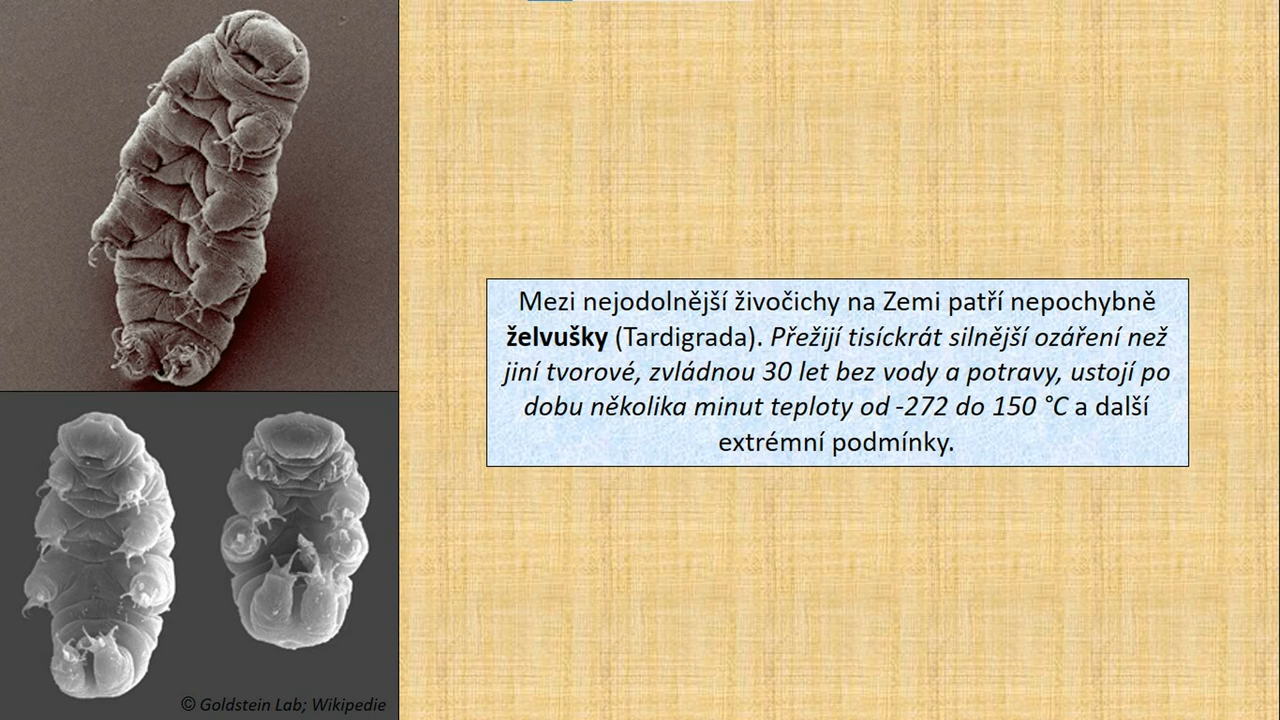 Mezi nejodolnější živočichy na Zemi patří nepochybně
želvušky (Tardigrada). Přežijí tisíckrát silnější ozáření než
jiní tvorové, zvládnou 30 let bez vody a potravy, ustojí po
dobu několika minut teploty od -272 do 150 °C a další
extrémní podmínky.
© Goldstein Lab; Wikipedie